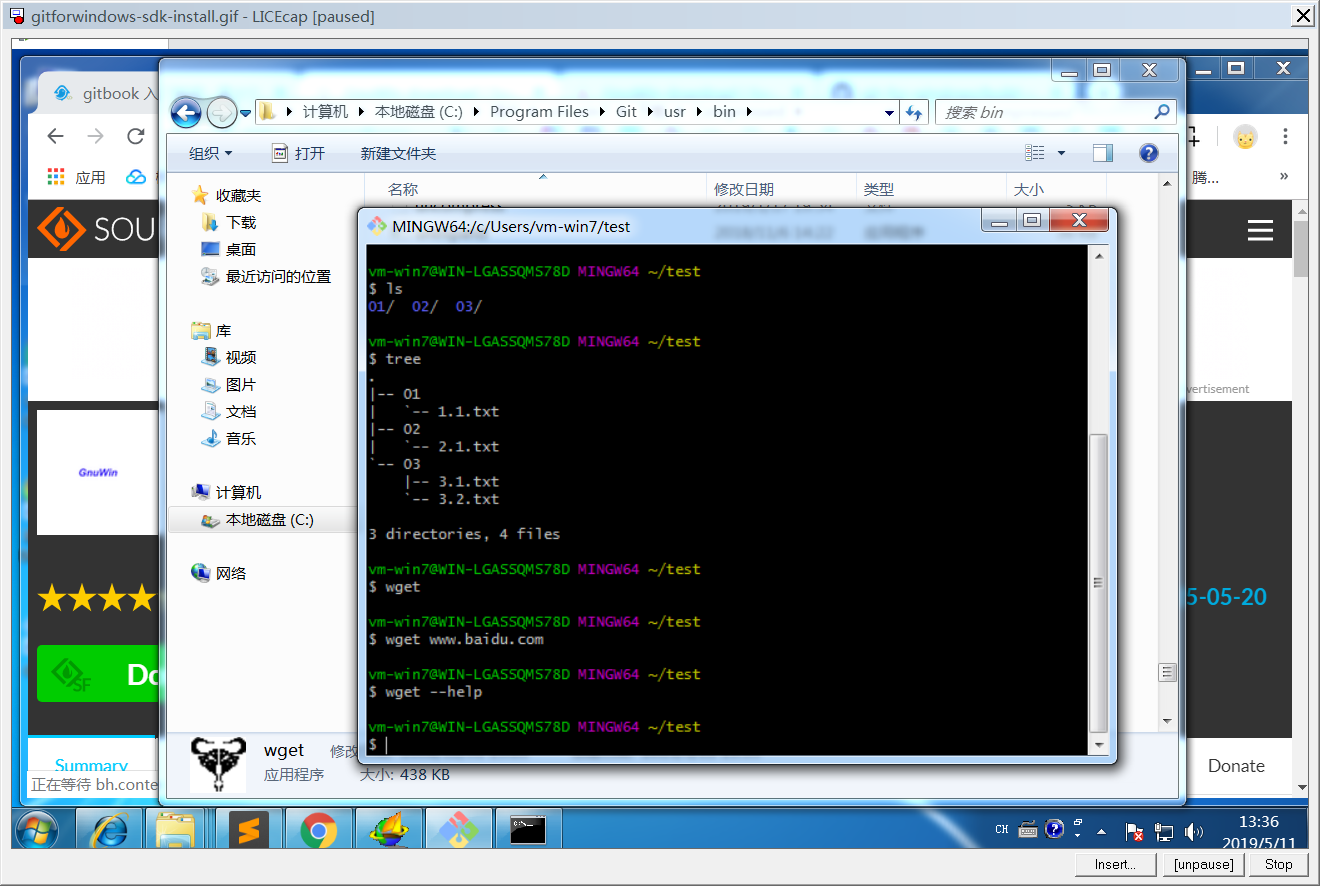 gitforwindows-sdk-install.gif - LICEcap [paused]
gitbook 入
计算机 本地磁盘 (C:) Program Files Git usr bin
搜索 bin
组织 打开 新建文件夹
应用
腾...
»
名称 修改日期 类型 大小
收藏夹
下载
桌面
最近访问的位置
库
视频
图片
文档
音乐
计算机
本地磁盘 (C:)
网络
SOU
GnuWin
SF
Summary
正在等待 bh.conte
vertisement
5-05-20
Donate
MINGW64:/c/Users/vm-win7/test
vm-win7@WIN-LGASSQMS78D MINGW64 ~/test
$ ls
01/ 02/ 03/
vm-win7@WIN-LGASSQMS78D MINGW64 ~/test
$ tree
.
|-- 01
|   `-- 1.1.txt
|-- 02
|   `-- 2.1.txt
`-- 03
    |-- 3.1.txt
    `-- 3.2.txt
3 directories, 4 files
vm-win7@WIN-LGASSQMS78D MINGW64 ~/test
$ wget
vm-win7@WIN-LGASSQMS78D MINGW64 ~/test
$ wget www.baidu.com
vm-win7@WIN-LGASSQMS78D MINGW64 ~/test
$ wget --help
vm-win7@WIN-LGASSQMS78D MINGW64 ~/test
$
wget 修改
应用程序 大小: 438 KB
CH
13:36
2019/5/11
Insert... [unpause] Stop